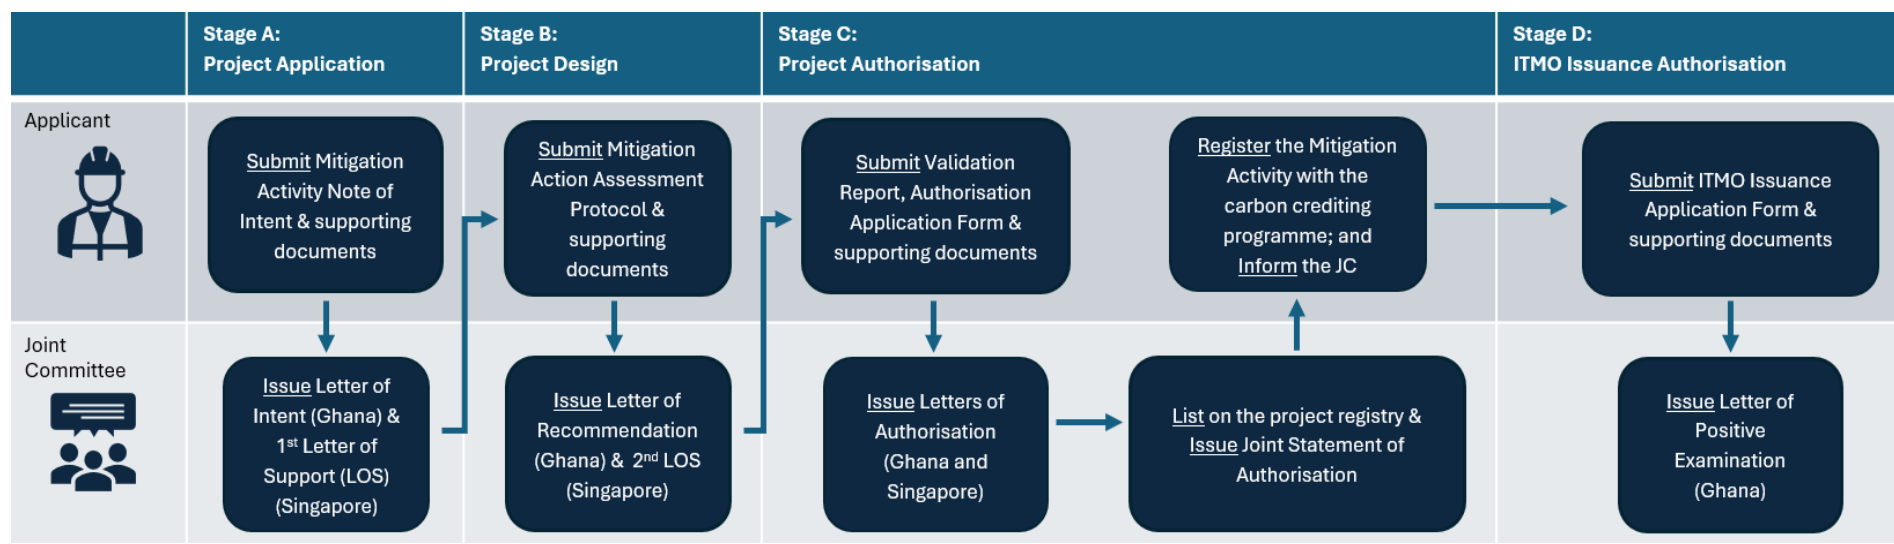 Stage A:
Project Application
Stage B:
Project Design
Stage C:
Project Authorisation
Stage D:
ITMO Issuance Authorisation
Applicant
Submit Mitigation
Activity Note of
Intent & supporting
documents
Submit Mitigation
Action Assessment
Protocol &
supporting
documents
Submit Validation
Report, Authorisation
Application Form &
supporting documents
Register the Mitigation
Activity with the
carbon crediting
programme; and
Inform the JC
Submit ITMO Issuance
Application Form &
supporting documents
Joint
Committee
Issue Letter of
Intent (Ghana) &
1st Letter of
Support (LOS)
(Singapore)
Issue Letter of
Recommendation
(Ghana) & 2nd LOS
(Singapore)
Issue Letters of
Authorisation
(Ghana and
Singapore)
List on the project registry &
Issue Joint Statement of
Authorisation
Issue Letter of
Positive
Examination
(Ghana)